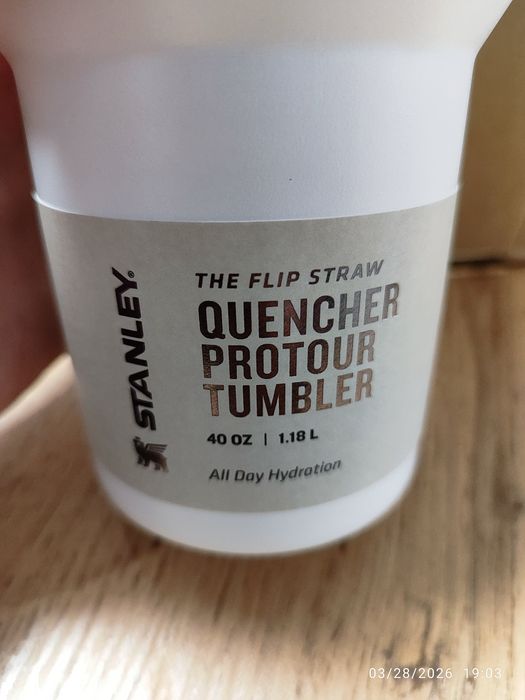 STANLEY®
THE FLIP STRAW
QUENCHER
PROTOUR
TUMBLER
40 OZ | 1.18 L
All Day Hydration
03/28/2026 19:03